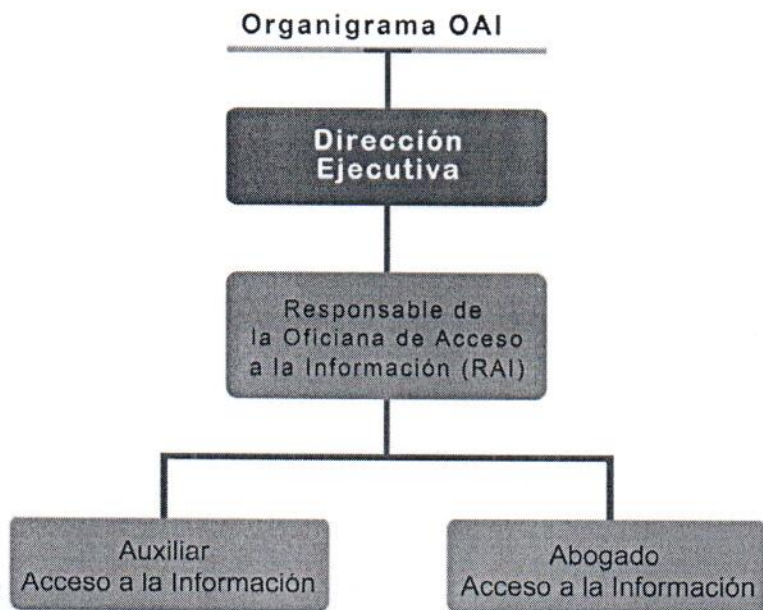 Organigrama OAI
Dirección
Ejecutiva
Responsable de
la Oficiana de Acceso
a la Información (RAI)
Auxiliar
Acceso a la Información
Abogado
Acceso a la Información